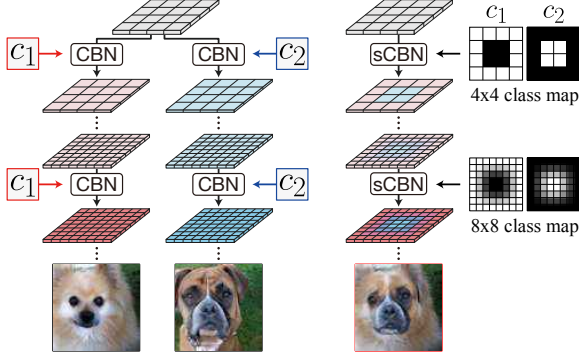 c₁ c₂
c₁ CBN CBN c₂ sCBN
4x4 class map
c₁ CBN CBN c₂ sCBN
8x8 class map